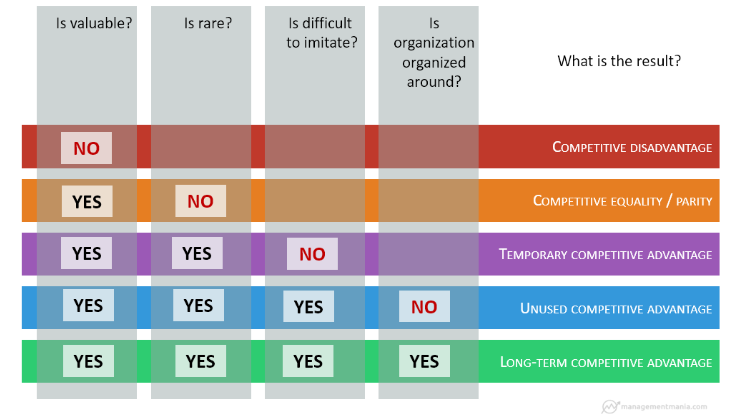 Is valuable?
Is rare?
Is difficult
to imitate?
Is
organization
organized
around?
What is the result?
NO
COMPETITIVE DISADVANTAGE
YES NO
COMPETITIVE EQUALITY / PARITY
YES YES NO
TEMPORARY COMPETITIVE ADVANTAGE
YES YES YES NO
UNUSED COMPETITIVE ADVANTAGE
YES YES YES YES
LONG-TERM COMPETITIVE ADVANTAGE
managementmania.com